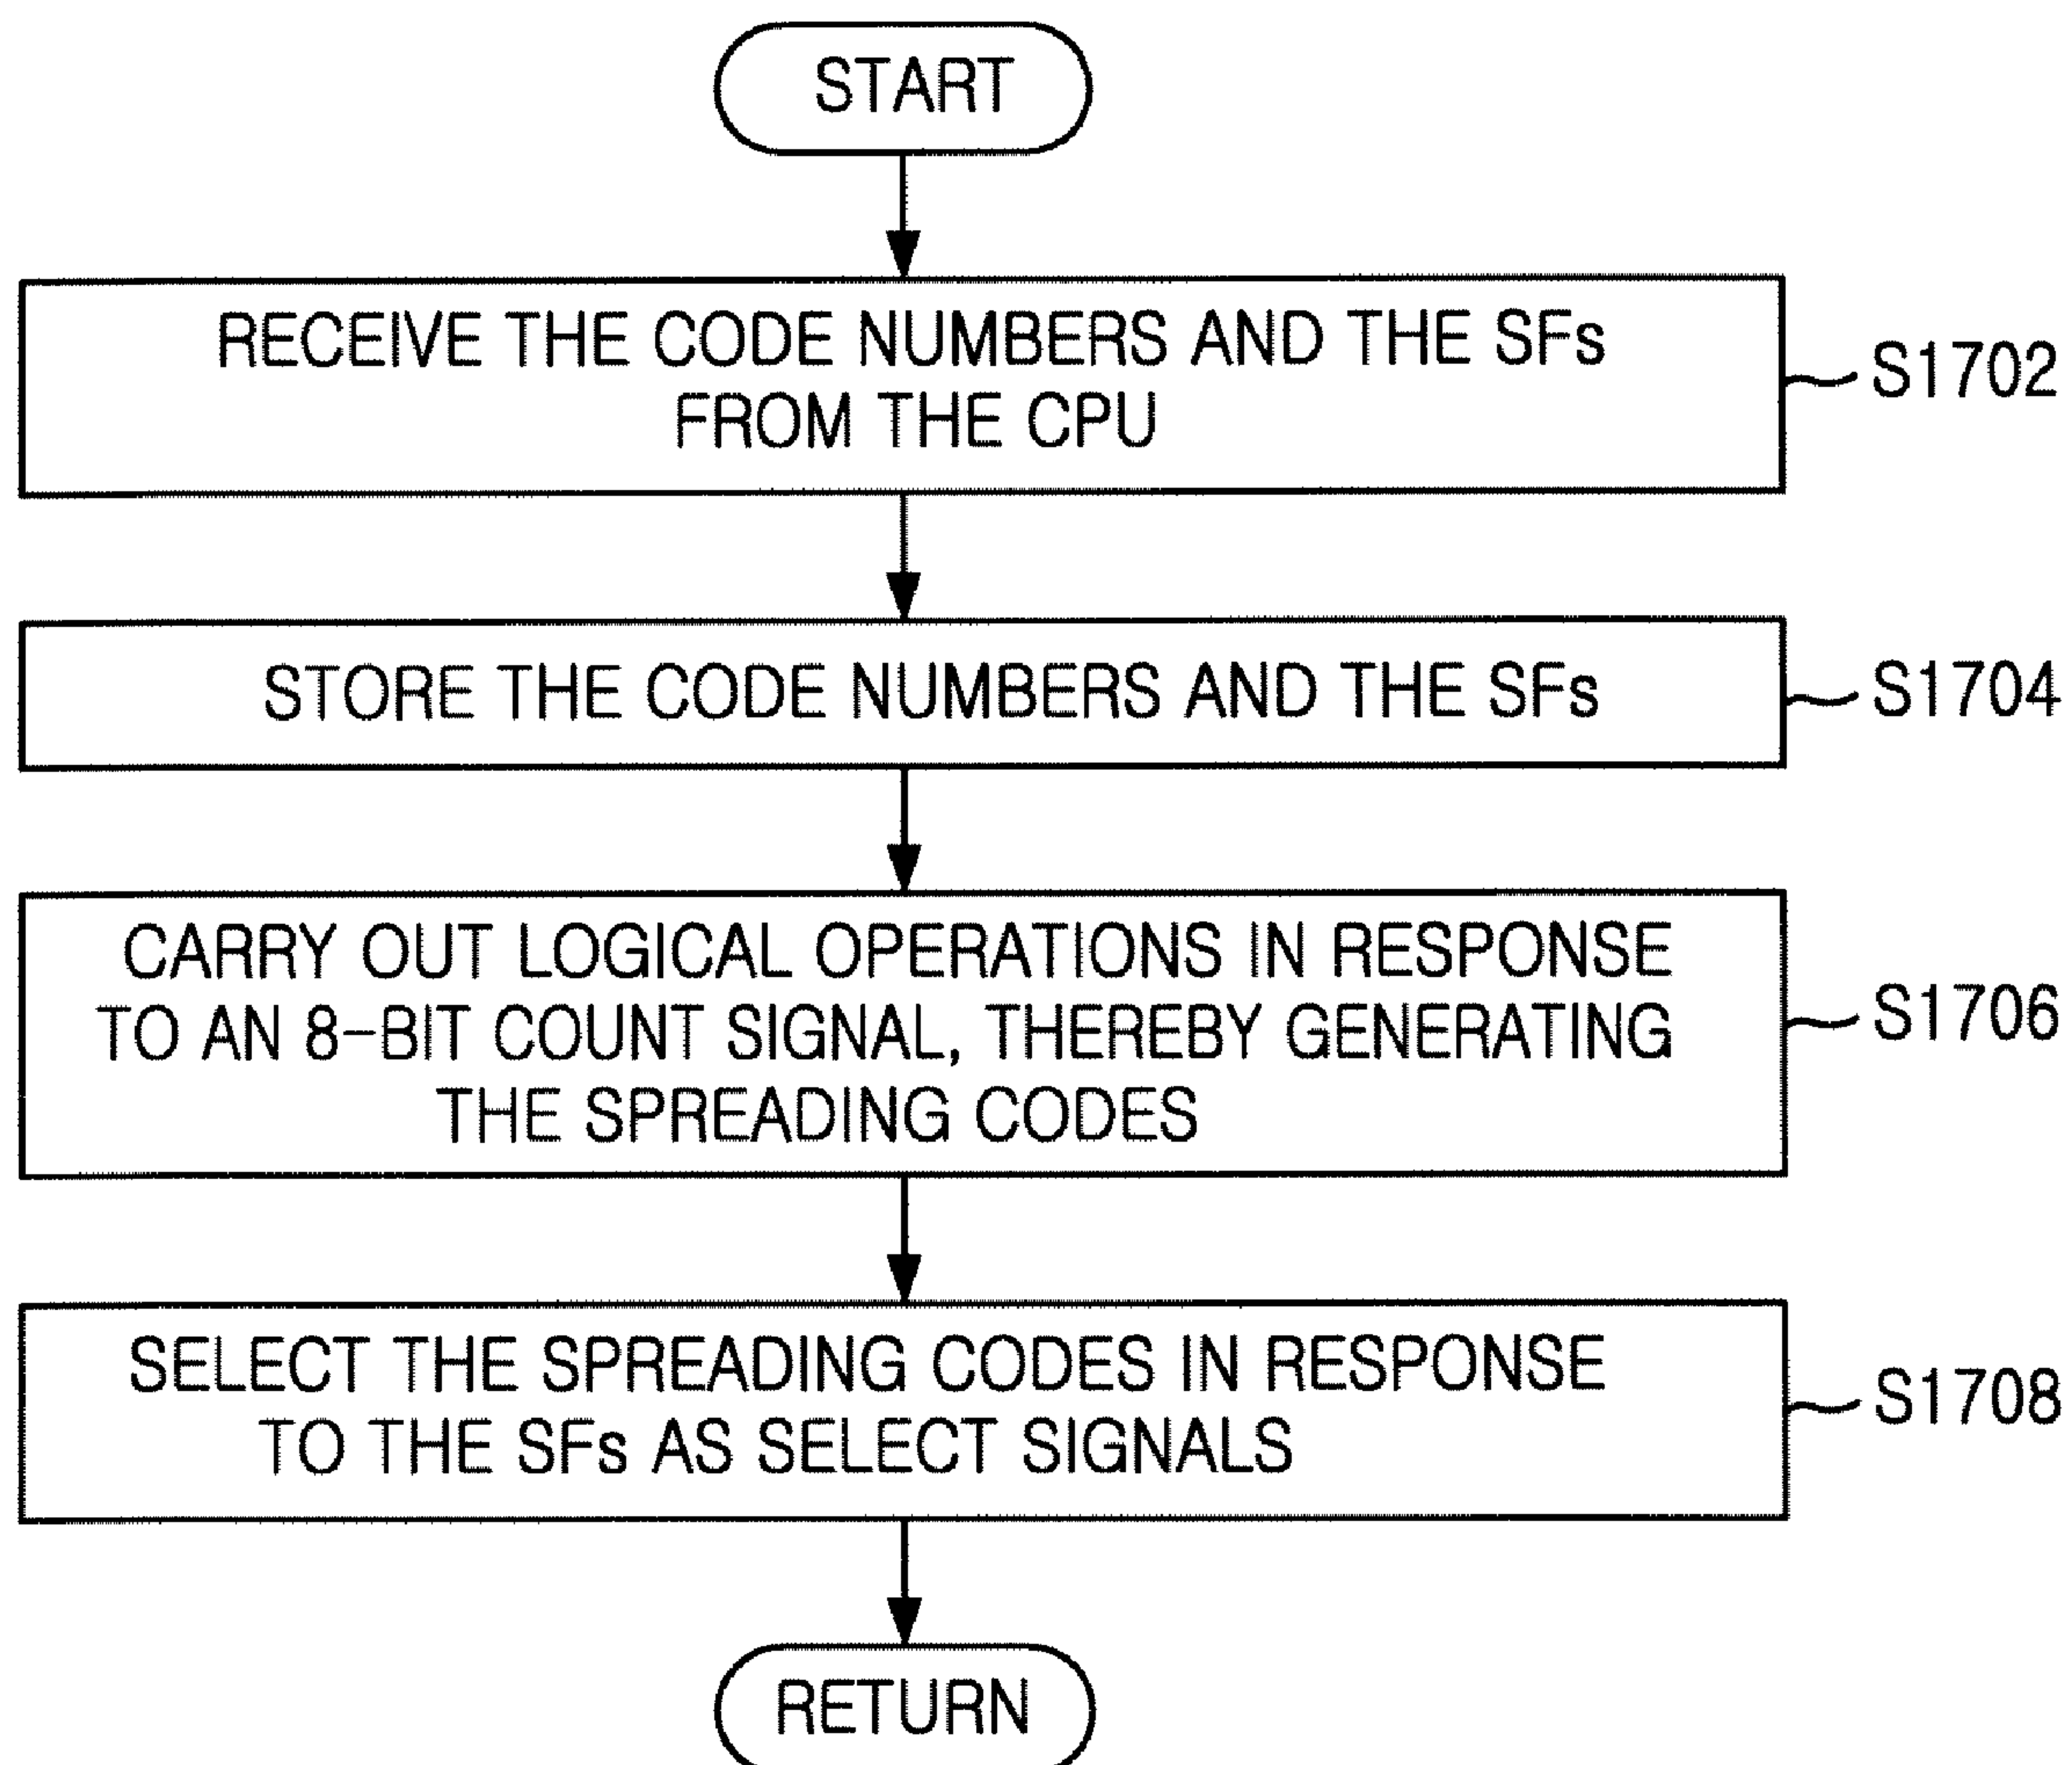 START
RECEIVE THE CODE NUMBERS AND THE SFs
FROM THE CPU
S1702
STORE THE CODE NUMBERS AND THE SFs
S1704
CARRY OUT LOGICAL OPERATIONS IN RESPONSE
TO AN 8-BIT COUNT SIGNAL, THEREBY GENERATING
THE SPREADING CODES
S1706
SELECT THE SPREADING CODES IN RESPONSE
TO THE SFs AS SELECT SIGNALS
S1708
RETURN